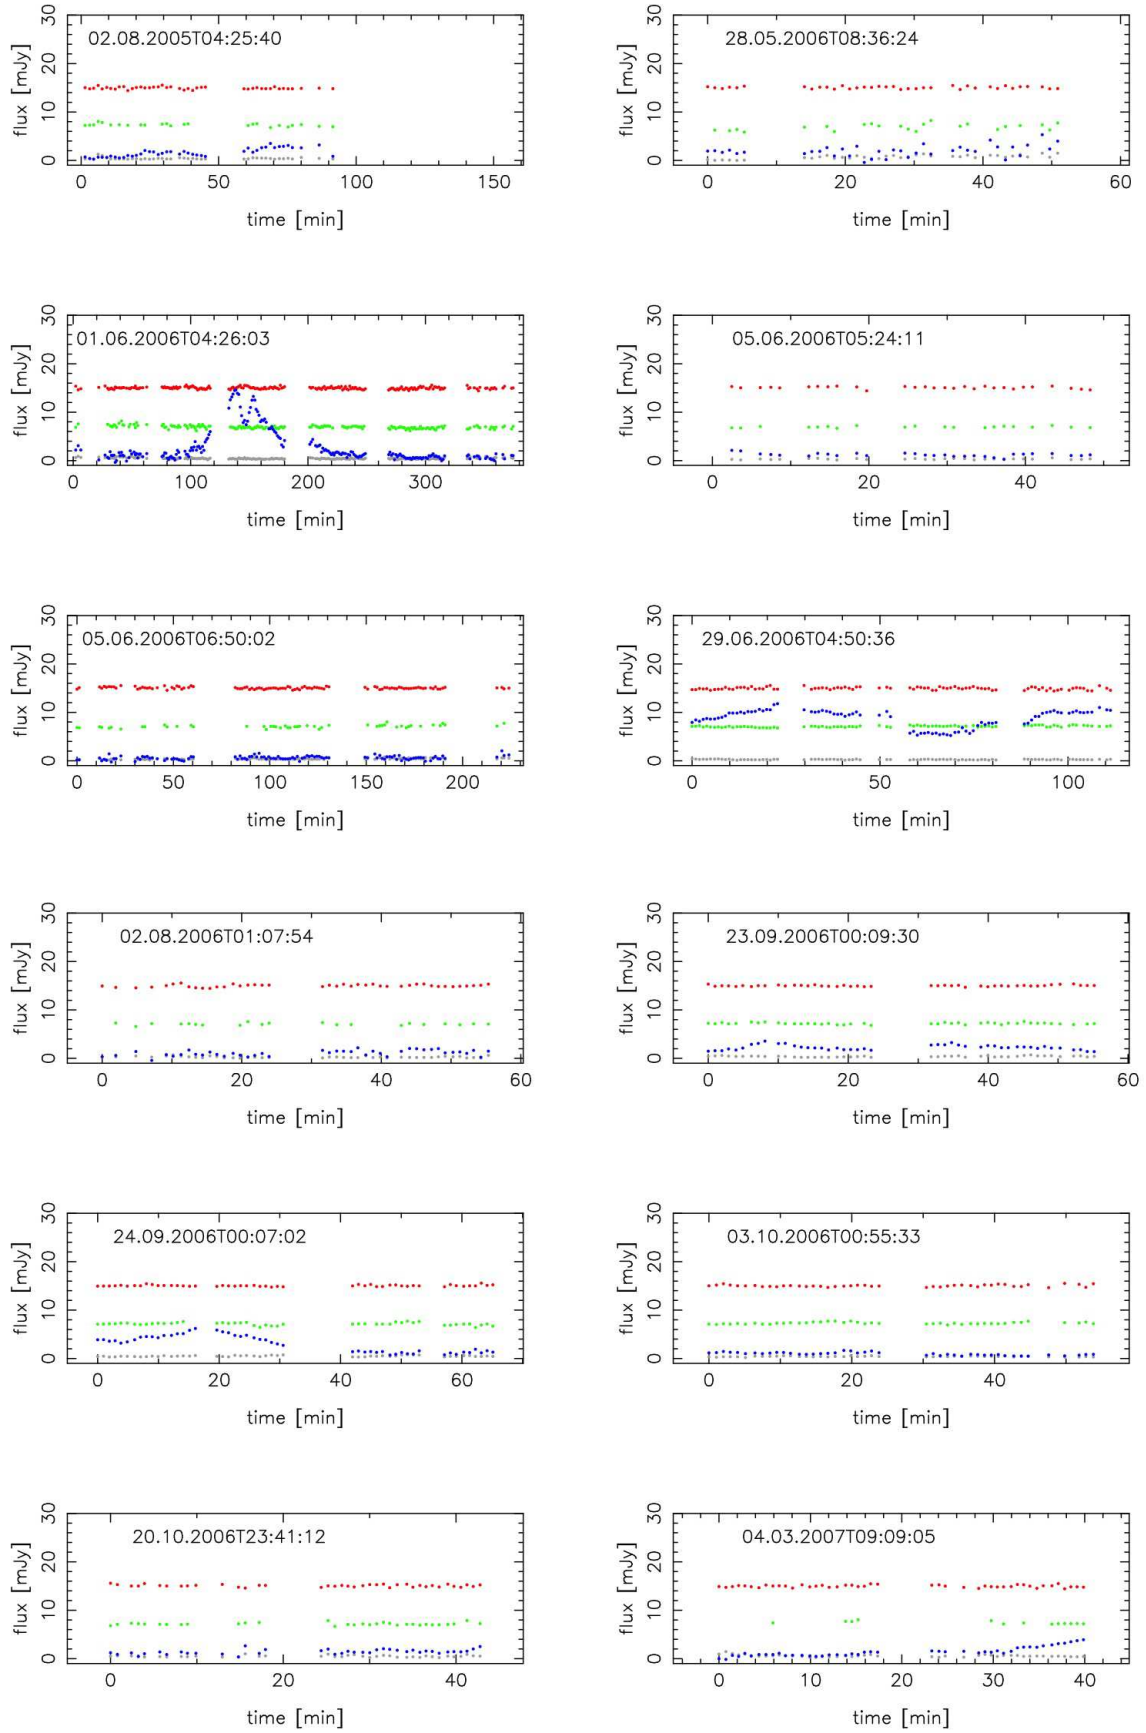 02.08.2005T04:25:40
flux [mJy]
0 10 20 30
0 50 100 150
time [min]
28.05.2006T08:36:24
flux [mJy]
0 10 20 30
0 20 40 60
time [min]
01.06.2006T04:26:03
flux [mJy]
0 10 20 30
0 100 200 300
time [min]
05.06.2006T05:24:11
flux [mJy]
0 10 20 30
0 20 40
time [min]
05.06.2006T06:50:02
flux [mJy]
0 10 20 30
0 50 100 150 200
time [min]
29.06.2006T04:50:36
flux [mJy]
0 10 20 30
0 50 100
time [min]
02.08.2006T01:07:54
flux [mJy]
0 10 20 30
0 20 40 60
time [min]
23.09.2006T00:09:30
flux [mJy]
0 10 20 30
0 20 40 60
time [min]
24.09.2006T00:07:02
flux [mJy]
0 10 20 30
0 20 40 60
time [min]
03.10.2006T00:55:33
flux [mJy]
0 10 20 30
0 20 40
time [min]
20.10.2006T23:41:12
flux [mJy]
0 10 20 30
0 20 40
time [min]
04.03.2007T09:09:05
flux [mJy]
0 10 20 30
0 10 20 30 40
time [min]